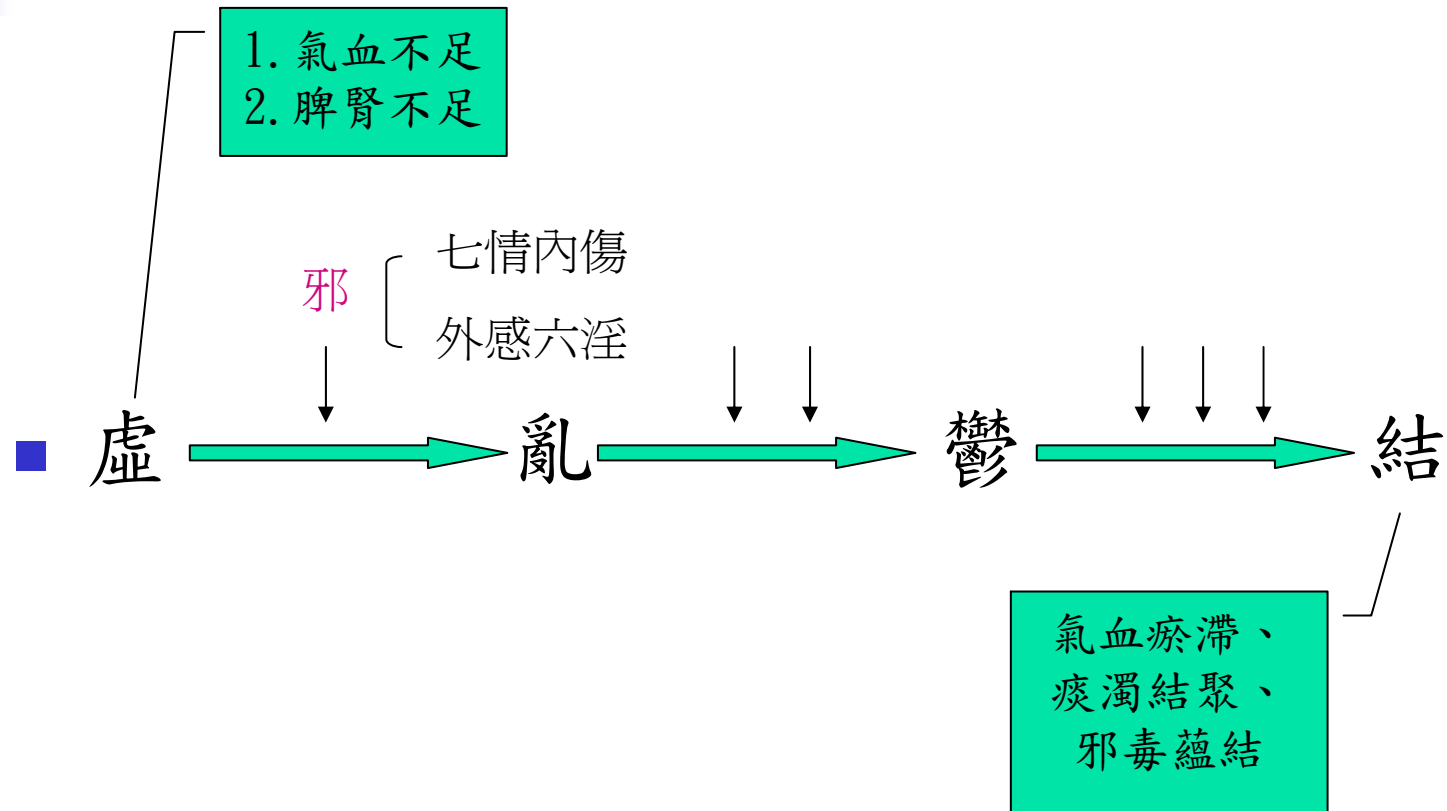 1. 氣血不足
2. 脾腎不足
邪
七情內傷
外感六淫
虛 亂 鬱 結
氣血瘀滯、
痰濁結聚、
邪毒蘊結